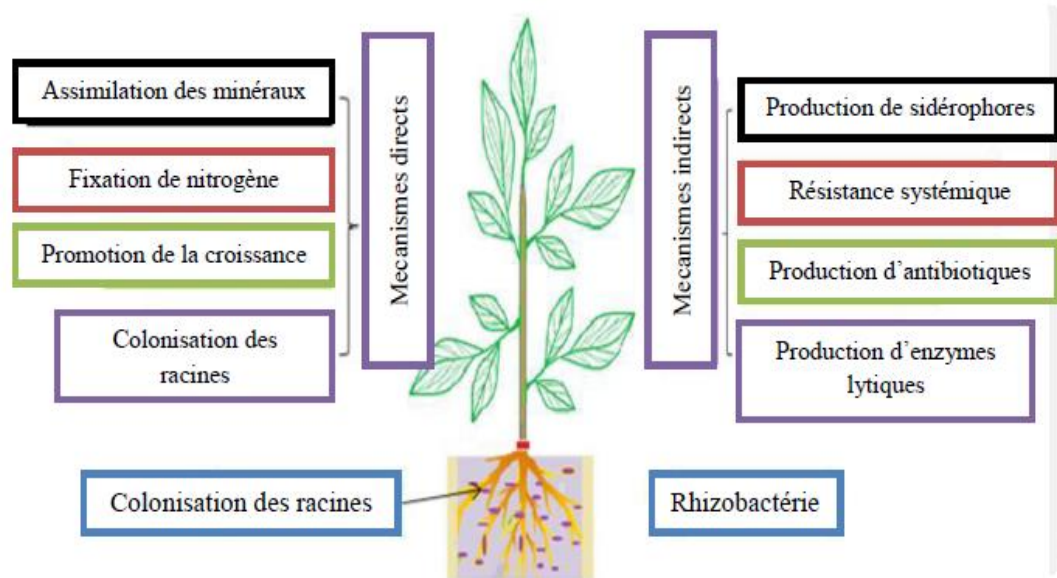 Assimilation des minéraux
Fixation de nitrogène
Promotion de la croissance
Colonisation des
racines
Mecanismes directs
Mecanismes indirects
Production de sidérophores
Résistance systémique
Production d’antibiotiques
Production d’enzymes
lytiques
Colonisation des racines
Rhizobactérie